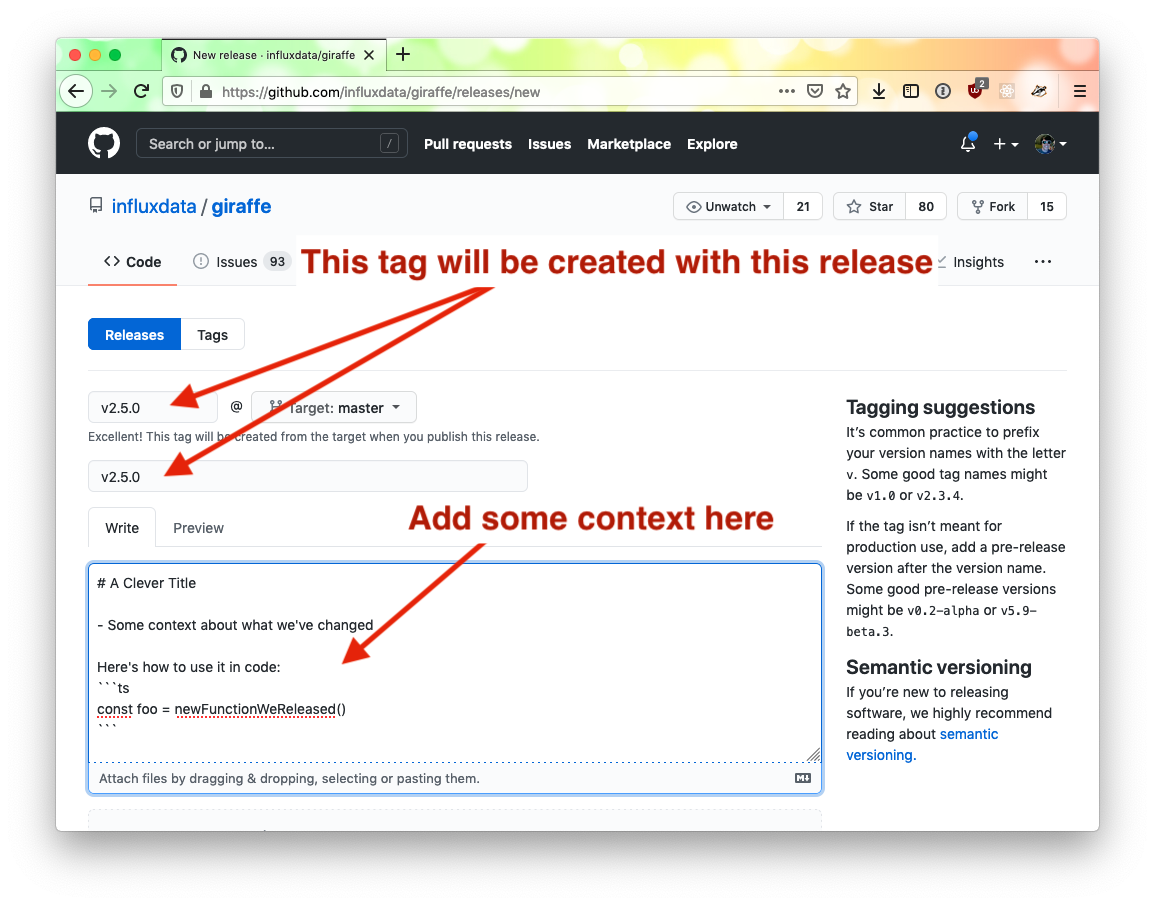 New release · influxdata/giraffe
https://github.com/influxdata/giraffe/releases/new
2
Search or jump to...
/
Pull requests
Issues
Marketplace
Explore
influxdata / giraffe
Unwatch
21
Star
80
Fork
15
Code
Issues 93
This tag will be created with this release
Insights
Releases
Tags
v2.5.0
@
Target: master
Excellent! This tag will be created from the target when you publish this release.
v2.5.0
Write
Preview
Add some context here
# A Clever Title
- Some context about what we've changed
Here's how to use it in code:
```ts
const foo = newFunctionWeReleased()
```
Attach files by dragging & dropping, selecting or pasting them.
Tagging suggestions
It’s common practice to prefix
your version names with the letter
v. Some good tag names might
be v1.0 or v2.3.4.
If the tag isn’t meant for
production use, add a pre-release
version after the version name.
Some good pre-release versions
might be v0.2-alpha or v5.9-
beta.3.
Semantic versioning
If you’re new to releasing
software, we highly recommend
reading about semantic
versioning.